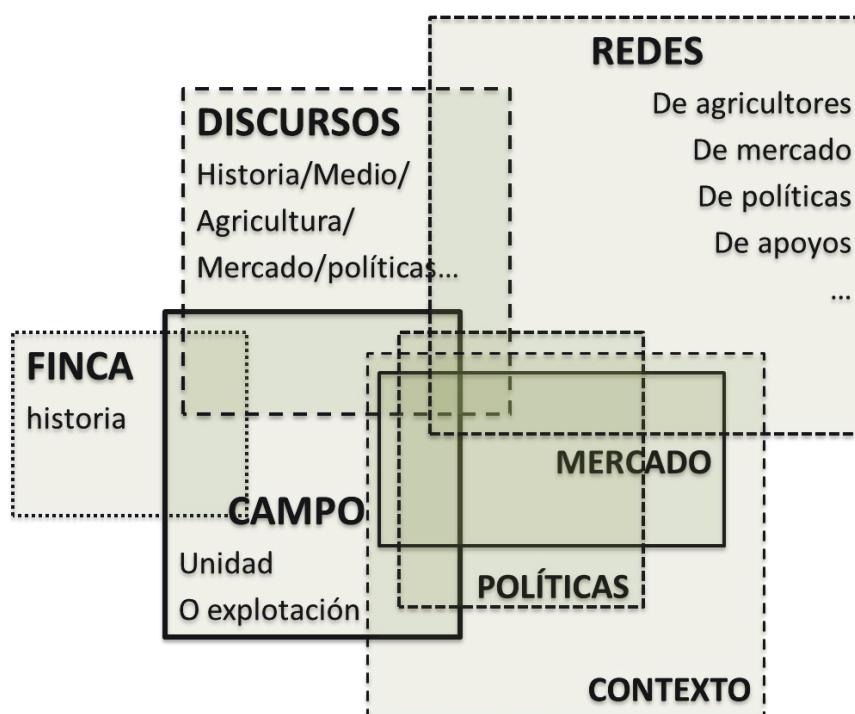 REDES
De agricultores
De mercado
De políticas
De apoyos
...
DISCURSOS
Historia/Medio/
Agricultura/
Mercado/políticas...
FINCA
historia
CAMPO
Unidad
O explotación
MERCADO
POLÍTICAS
CONTEXTO